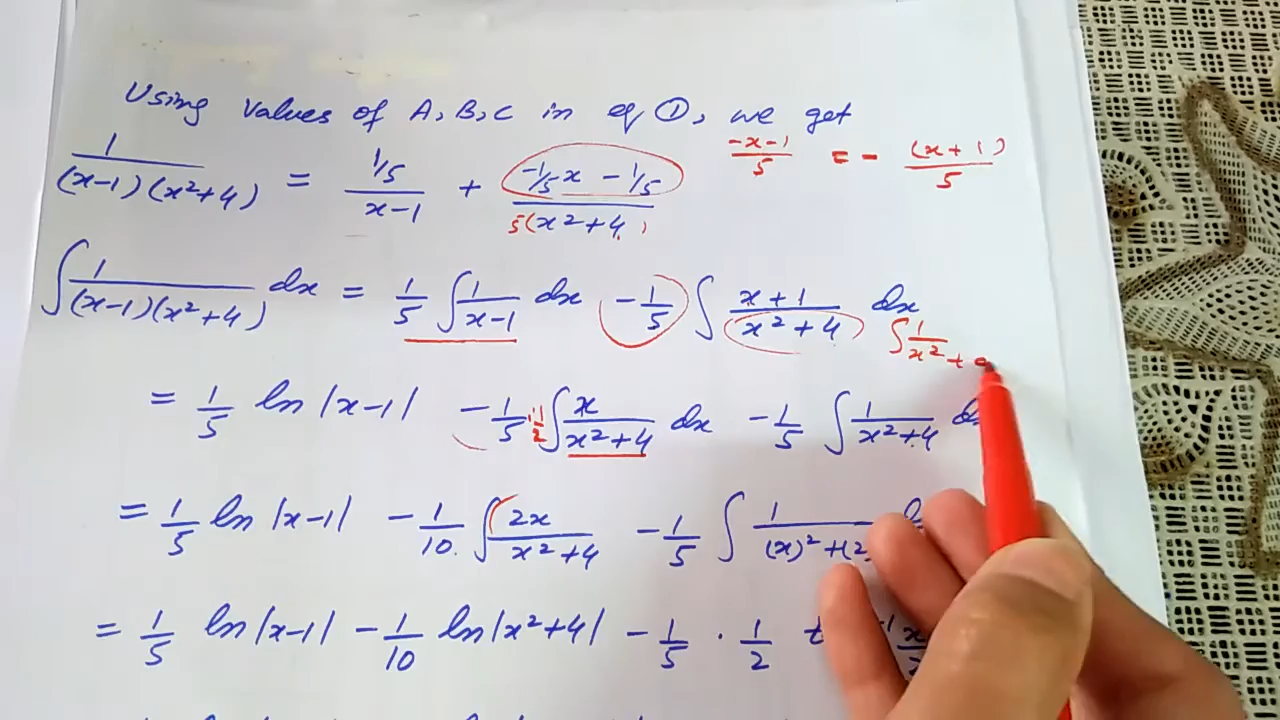 Using values of A, B, C in eq ①, we get
1/((x-1)(x²+4)) = (1/5)/(x-1) + (-1/5x - 1/5)/(5(x²+4)) (-x-1)/5 = - (x+1)/5
∫ 1/((x-1)(x²+4)) dx = 1/5 ∫ 1/(x-1) dx - 1/5 ∫ (x+1)/(x²+4) dx
∫ 1/(x²+
= 1/5 ln |x-1| - 1/5 · 1/2 ∫ x/(x²+4) dx - 1/5 ∫ 1/(x²+4) dx
= 1/5 ln |x-1| - 1/10 ∫ 2x/(x²+4) - 1/5 ∫ 1/((x)²+(2
= 1/5 ln |x-1| - 1/10 ln |x²+4| - 1/5 · 1/2 t